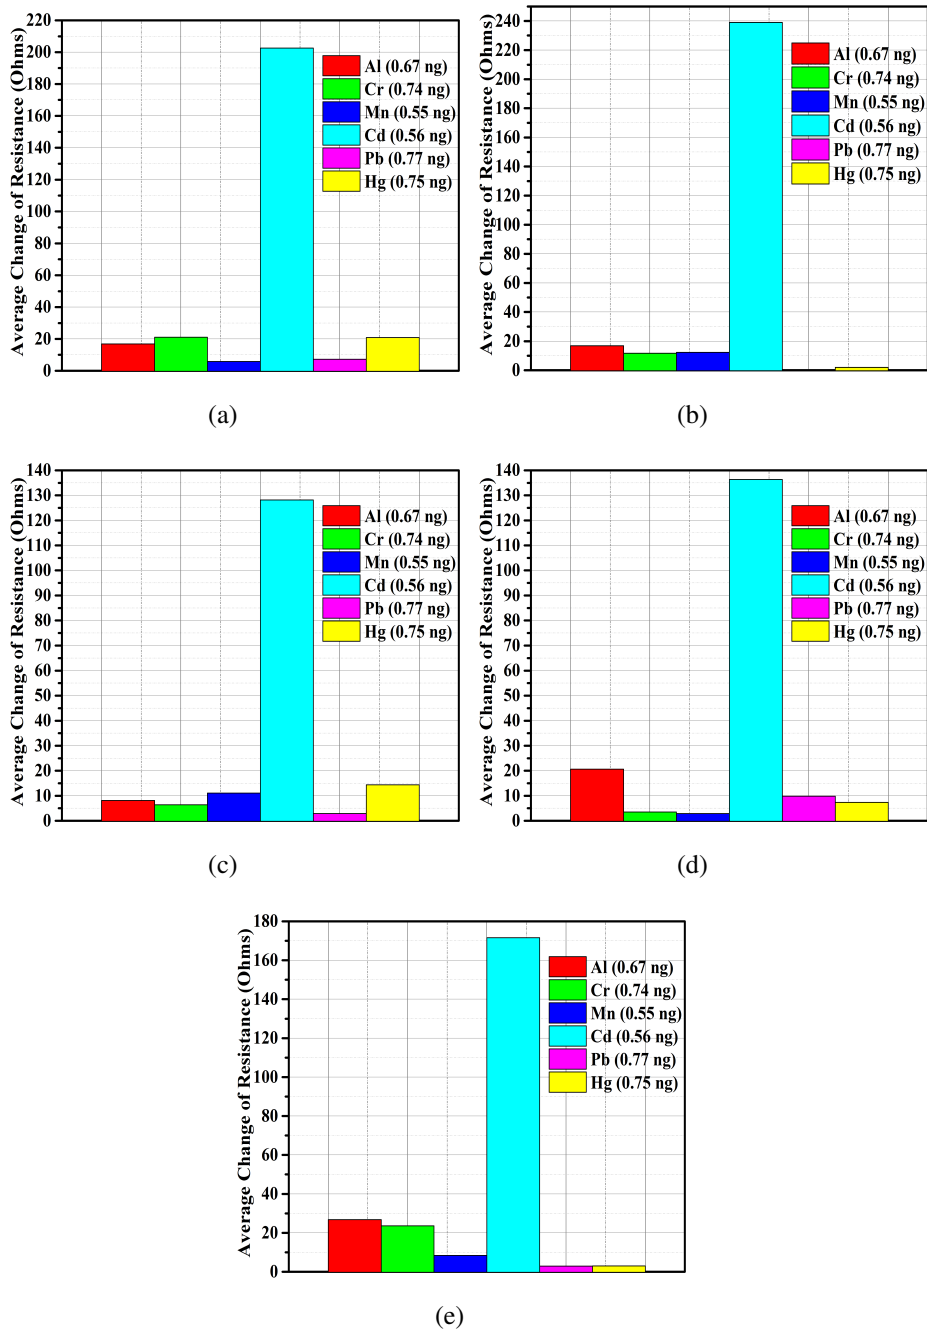 Average Change of Resistance (Ohms)
220
200
180
160
140
120
100
80
60
40
20
0
Al (0.67 ng)
Cr (0.74 ng)
Mn (0.55 ng)
Cd (0.56 ng)
Pb (0.77 ng)
Hg (0.75 ng)
(a)
Average Change of Resistance (Ohms)
240
220
200
180
160
140
120
100
80
60
40
20
0
Al (0.67 ng)
Cr (0.74 ng)
Mn (0.55 ng)
Cd (0.56 ng)
Pb (0.77 ng)
Hg (0.75 ng)
(b)
Average Change of Resistance (Ohms)
140
130
120
110
100
90
80
70
60
50
40
30
20
10
0
Al (0.67 ng)
Cr (0.74 ng)
Mn (0.55 ng)
Cd (0.56 ng)
Pb (0.77 ng)
Hg (0.75 ng)
(c)
Average Change of Resistance (Ohms)
140
130
120
110
100
90
80
70
60
50
40
30
20
10
0
Al (0.67 ng)
Cr (0.74 ng)
Mn (0.55 ng)
Cd (0.56 ng)
Pb (0.77 ng)
Hg (0.75 ng)
(d)
Average Change of Resistance (Ohms)
180
160
140
120
100
80
60
40
20
0
Al (0.67 ng)
Cr (0.74 ng)
Mn (0.55 ng)
Cd (0.56 ng)
Pb (0.77 ng)
Hg (0.75 ng)
(e)